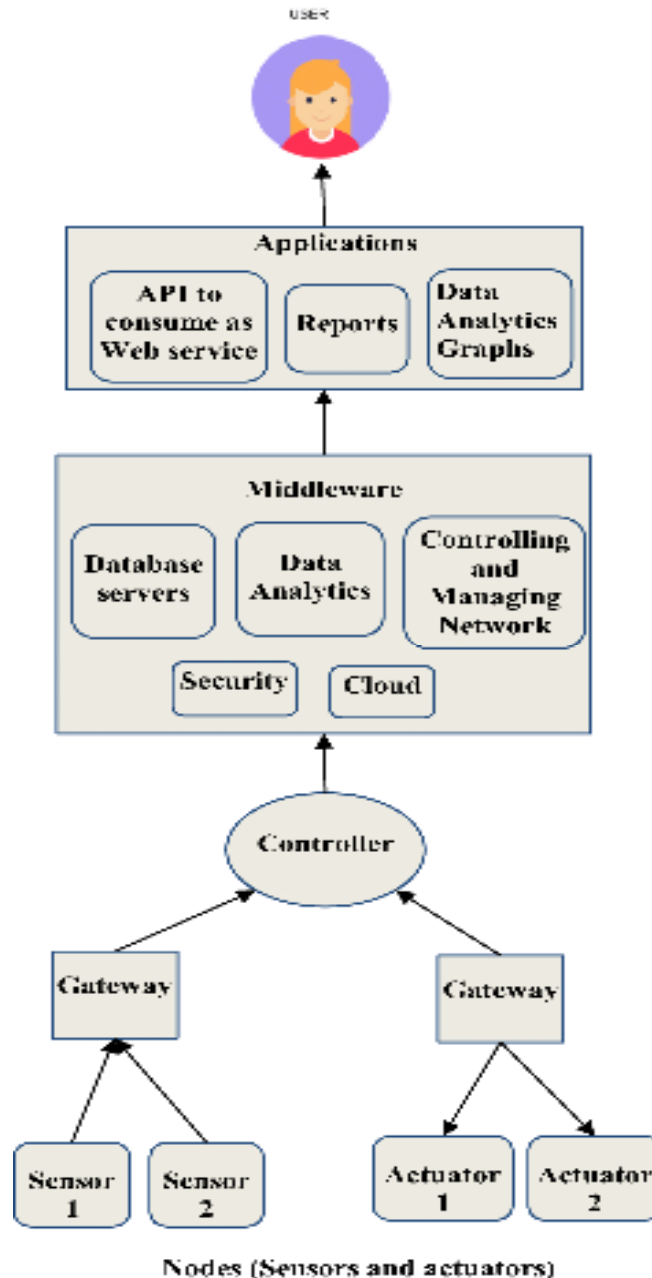 USER
Applications
API to
consume as
Web service
Reports
Data
Analytics
Graphs
Middleware
Database
servers
Data
Analytics
Controlling
and
Managing
Network
Security
Cloud
Controller
Gateway
Gateway
Sensor
1
Sensor
2
Actuator
1
Actuator
2
Nodes (Sensors and actuators)